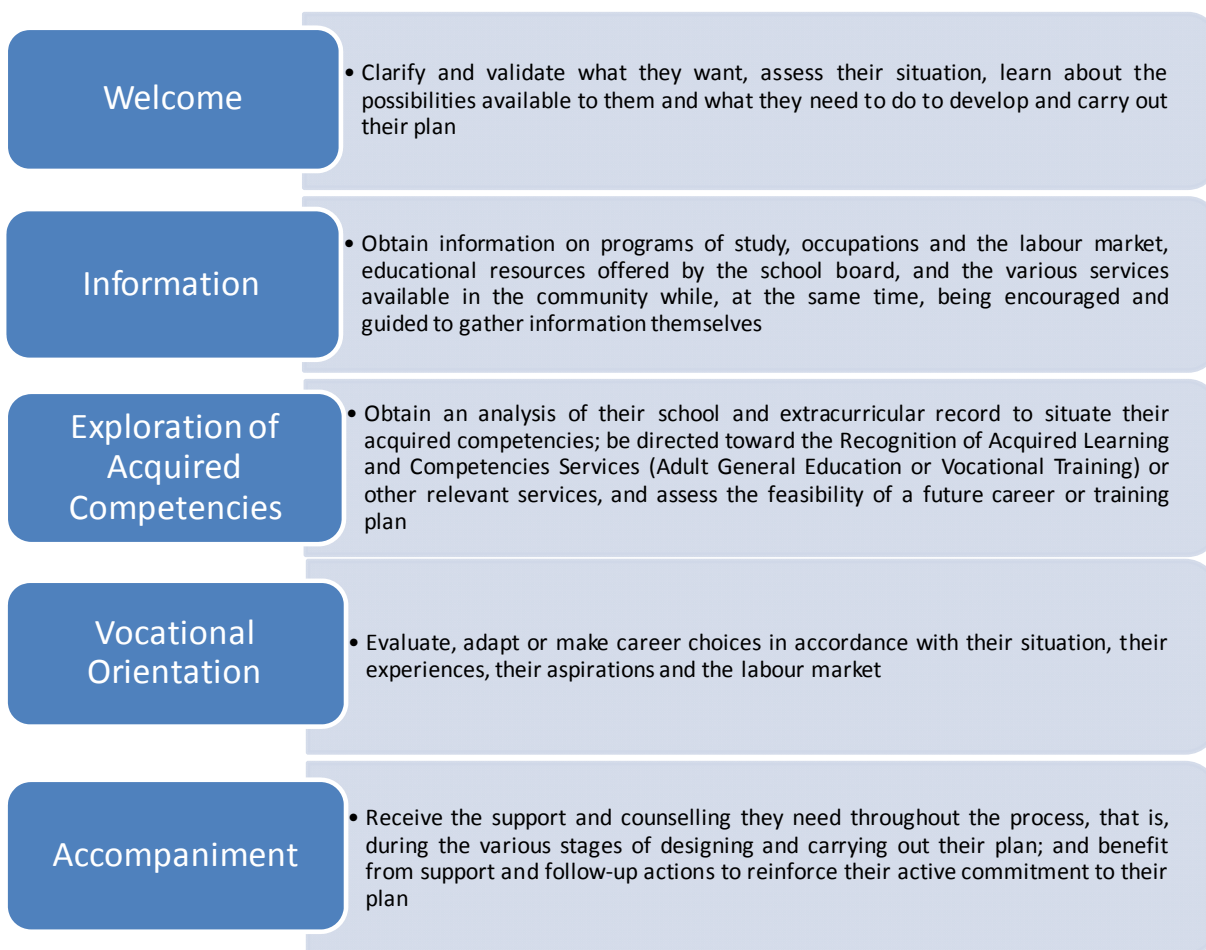 Welcome
• Clarify and validate what they want, assess their situation, learn about the
possibilities available to them and what they need to do to develop and carry out
their plan
Information
• Obtain information on programs of study, occupations and the labour market,
educational resources offered by the school board, and the various services
available in the community while, at the same time, being encouraged and
guided to gather information themselves
Exploration of
Acquired
Competencies
• Obtain an analysis of their school and extracurricular record to situate their
acquired competencies; be directed toward the Recognition of Acquired Learning
and Competencies Services (Adult General Education or Vocational Training) or
other relevant services, and assess the feasibility of a future career or training
plan
Vocational
Orientation
• Evaluate, adapt or make career choices in accordance with their situation, their
experiences, their aspirations and the labour market
Accompaniment
• Receive the support and counselling they need throughout the process, that is,
during the various stages of designing and carrying out their plan; and benefit
from support and follow-up actions to reinforce their active commitment to their
plan